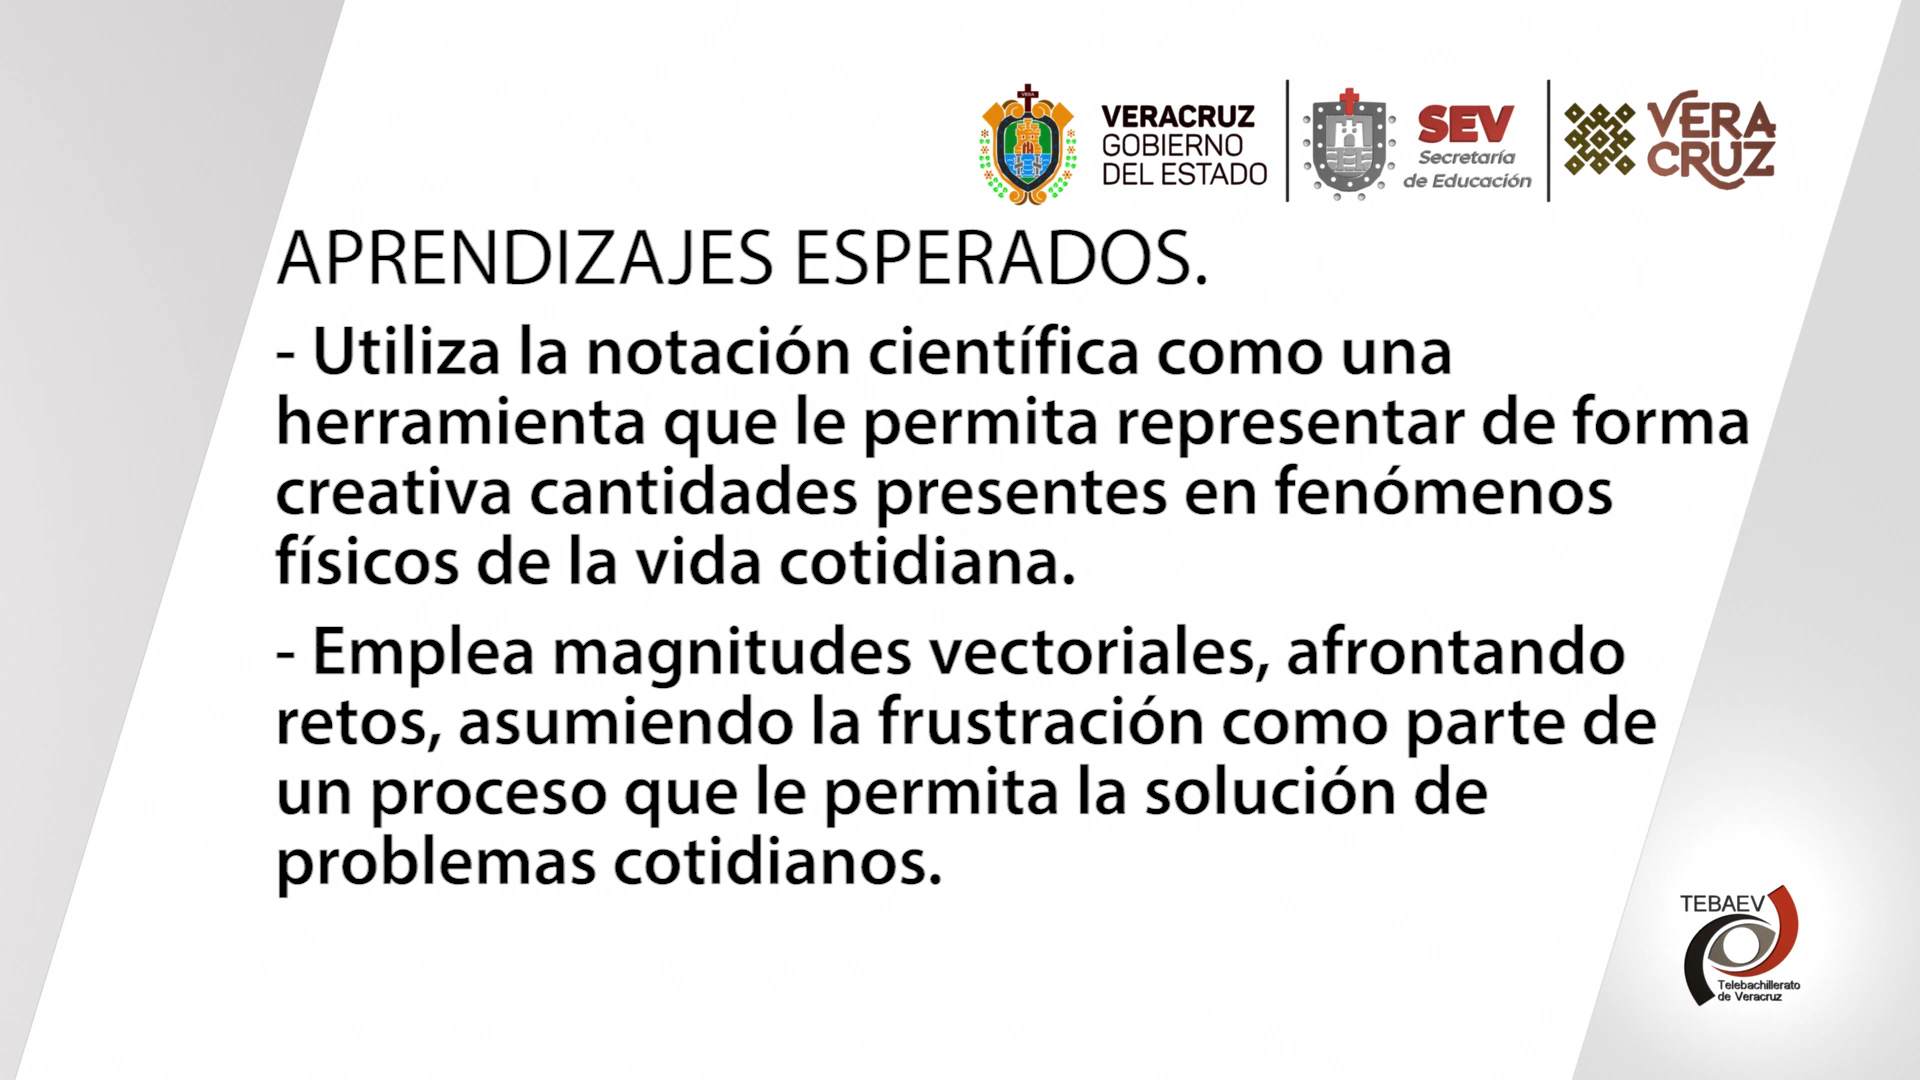 VERA
VERACRUZ
GOBIERNO
DEL ESTADO
SEV
Secretaría
de Educación
VERA
CRUZ
APRENDIZAJES ESPERADOS.
- Utiliza la notación científica como una
herramienta que le permita representar de forma
creativa cantidades presentes en fenómenos
físicos de la vida cotidiana.
- Emplea magnitudes vectoriales, afrontando
retos, asumiendo la frustración como parte de
un proceso que le permita la solución de
problemas cotidianos.
TEBAEV
Telebachillerato
de Veracruz